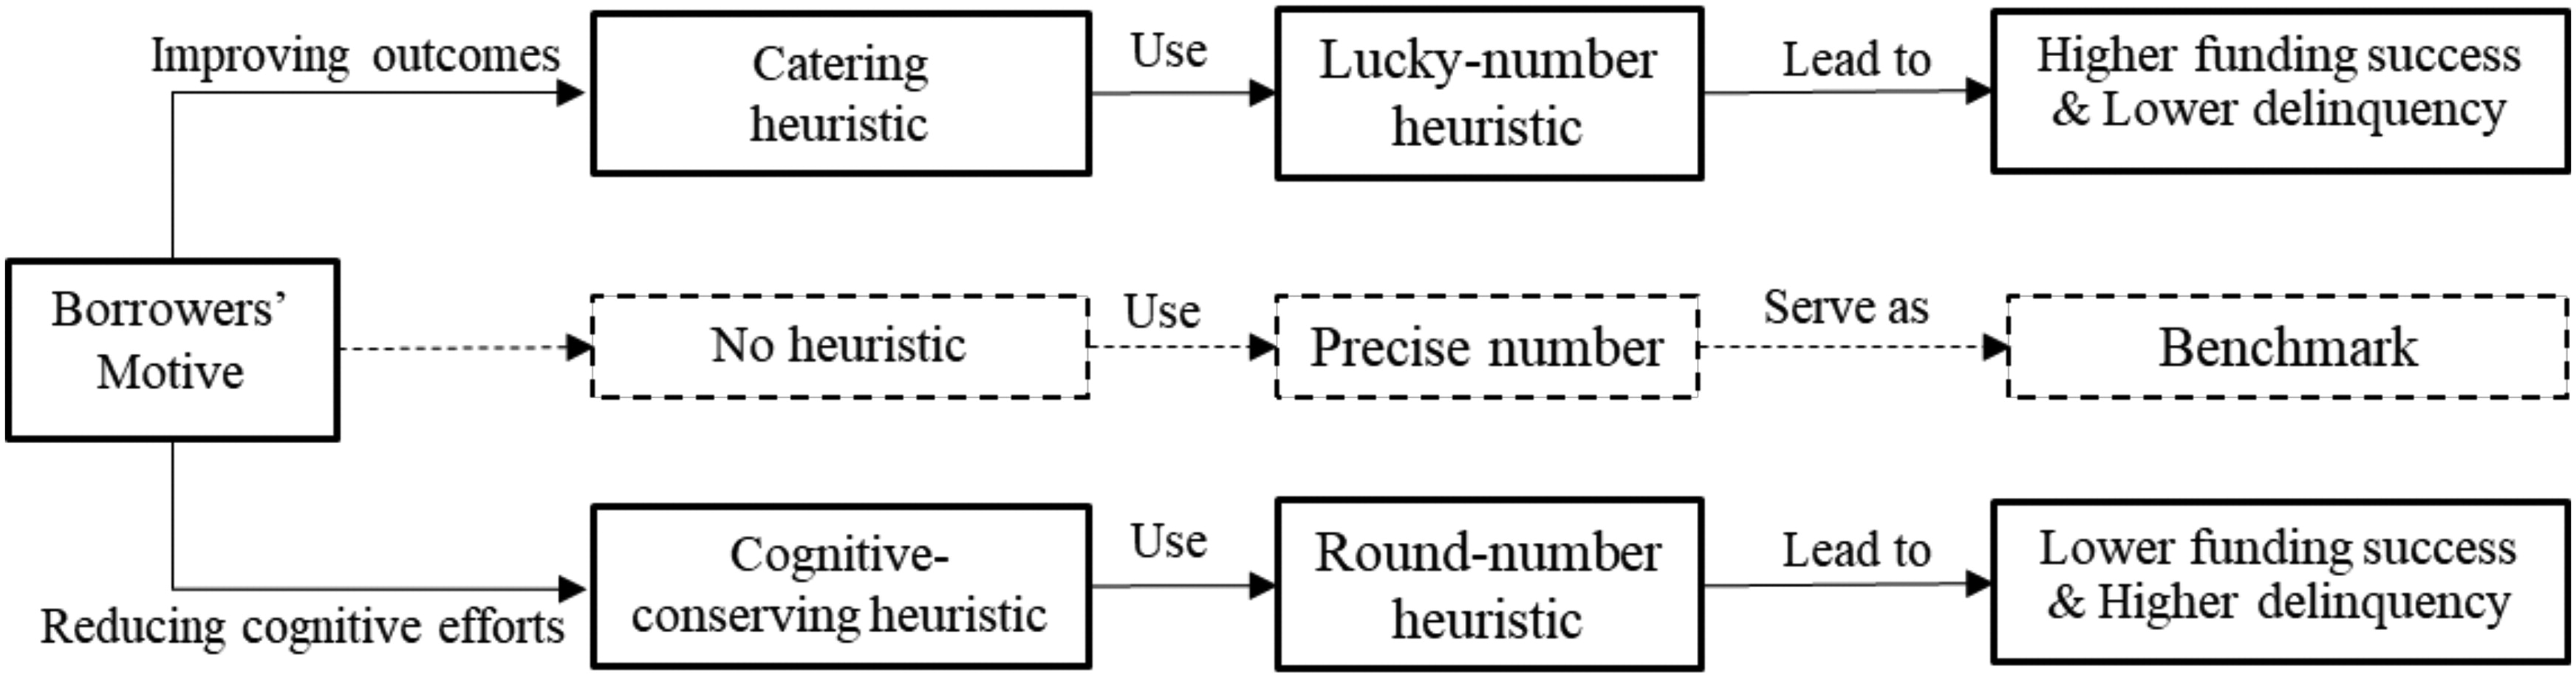 Improving outcomes
Catering
heuristic
Use
Lucky-number
heuristic
Lead to
Higher funding success
& Lower delinquency
Borrowers’
Motive
No heuristic
Use
Precise number
Serve as
Benchmark
Reducing cognitive efforts
Cognitive-
conserving heuristic
Use
Round-number
heuristic
Lead to
Lower funding success
& Higher delinquency